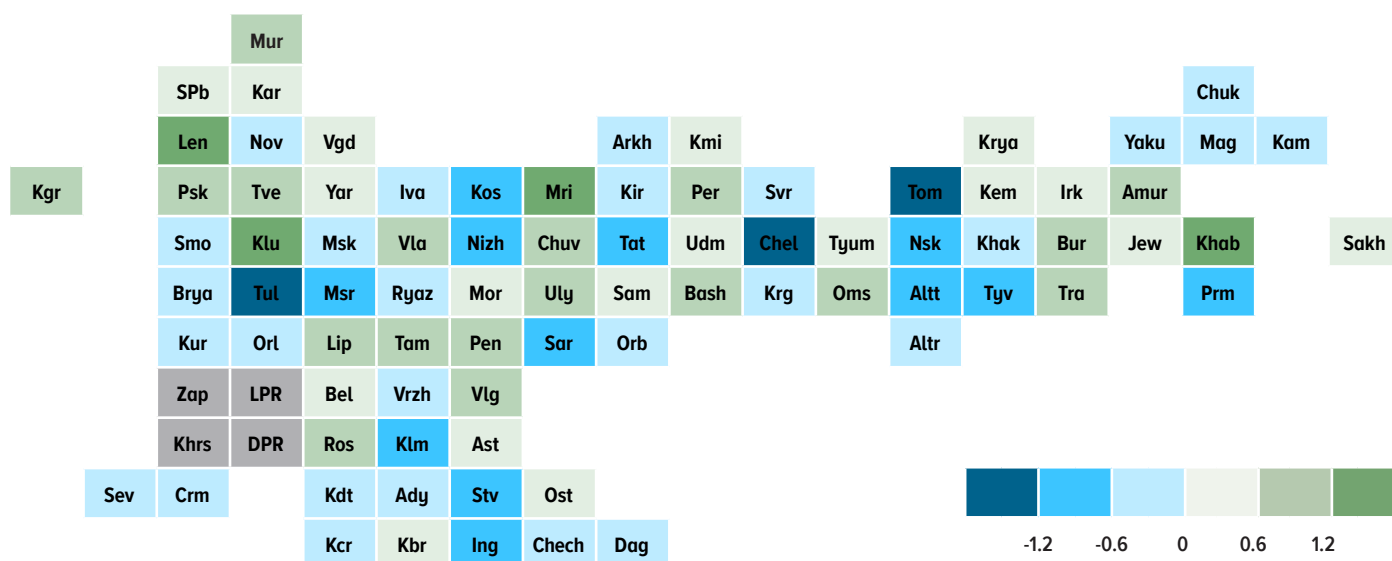 Mur
SPb Kar Chuk
Len Nov Vgd Arkh Kmi Krya Yaku Mag Kam
Kgr Psk Tve Yar Iva Kos Mri Kir Per Svr Tom Kem Irk Amur
Smo Klu Msk Vla Nizh Chuv Tat Udm Chel Tyum Nsk Khak Bur Jew Khab Sakh
Brya Tul Msr Ryaz Mor Uly Sam Bash Krg Oms Altt Tyv Tra Prm
Kur Orl Lip Tam Pen Sar Orb Altr
Zap LPR Bel Vrzh Vlg
Khrs DPR Ros Klm Ast
Sev Crm Kdt Ady Stv Ost
Kcr Kbr Ing Chech Dag
-1.2 -0.6 0 0.6 1.2